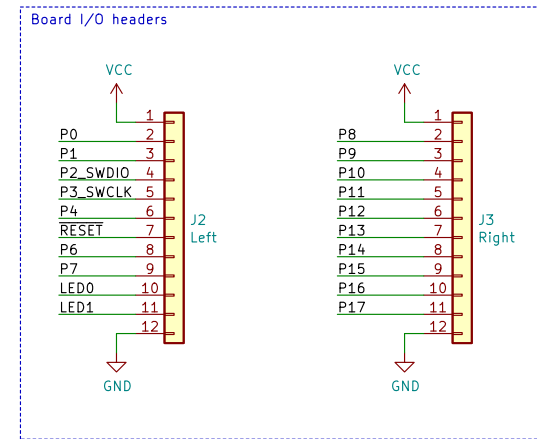 Board I/O headers
VCC
1
P0 2
P1 3
P2_SWDIO 4
P3_SWCLK 5
P4 6
RESET 7
P6 8
P7 9
LED0 10
LED1 11
12
J2
Left
GND
VCC
1
P8 2
P9 3
P10 4
P11 5
P12 6
P13 7
P14 8
P15 9
P16 10
P17 11
12
J3
Right
GND